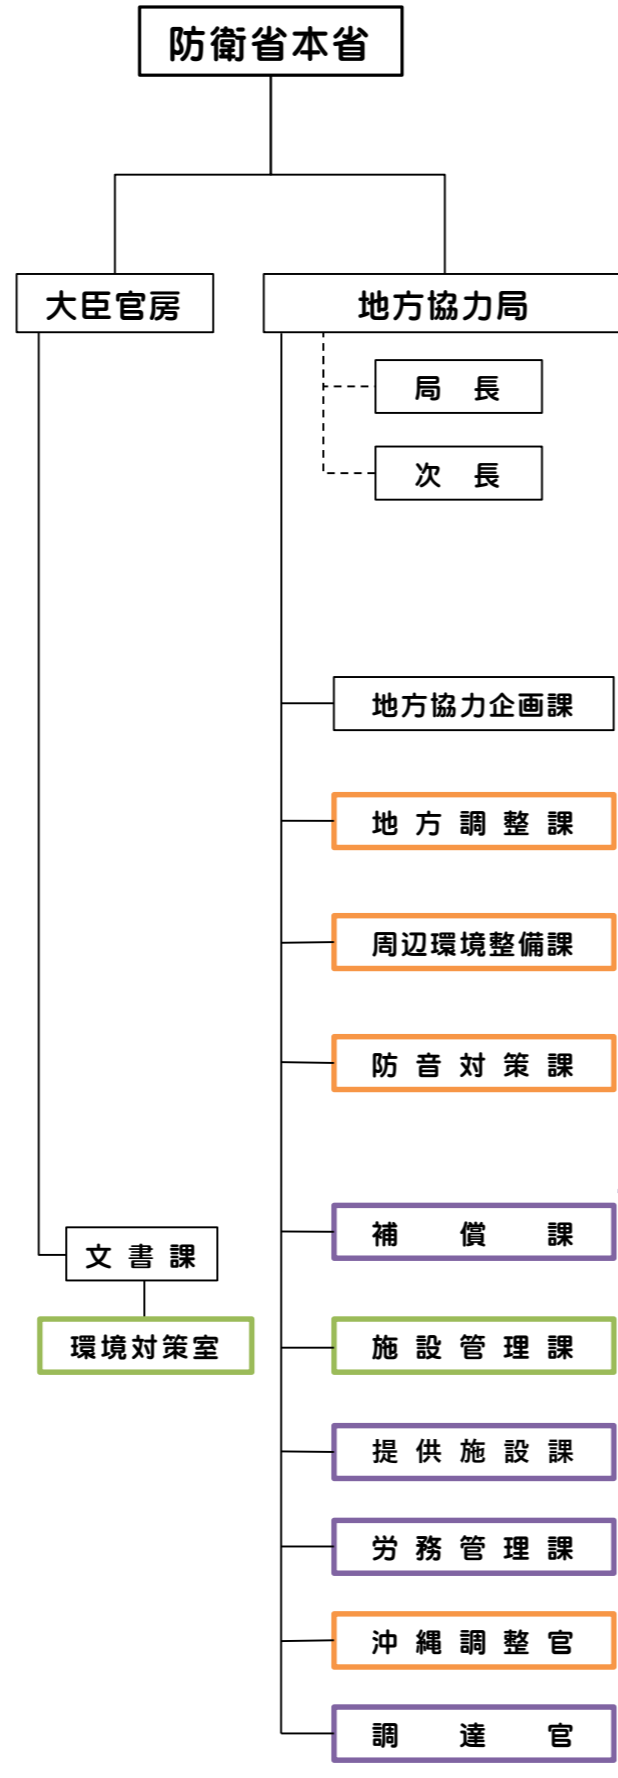 防衛省本省
大臣官房
地方協力局
局長
次長
地方協力企画課
地方調整課
周辺環境整備課
防音対策課
補償課
文書課
環境対策室
施設管理課
提供施設課
労務管理課
沖縄調整官
調達官